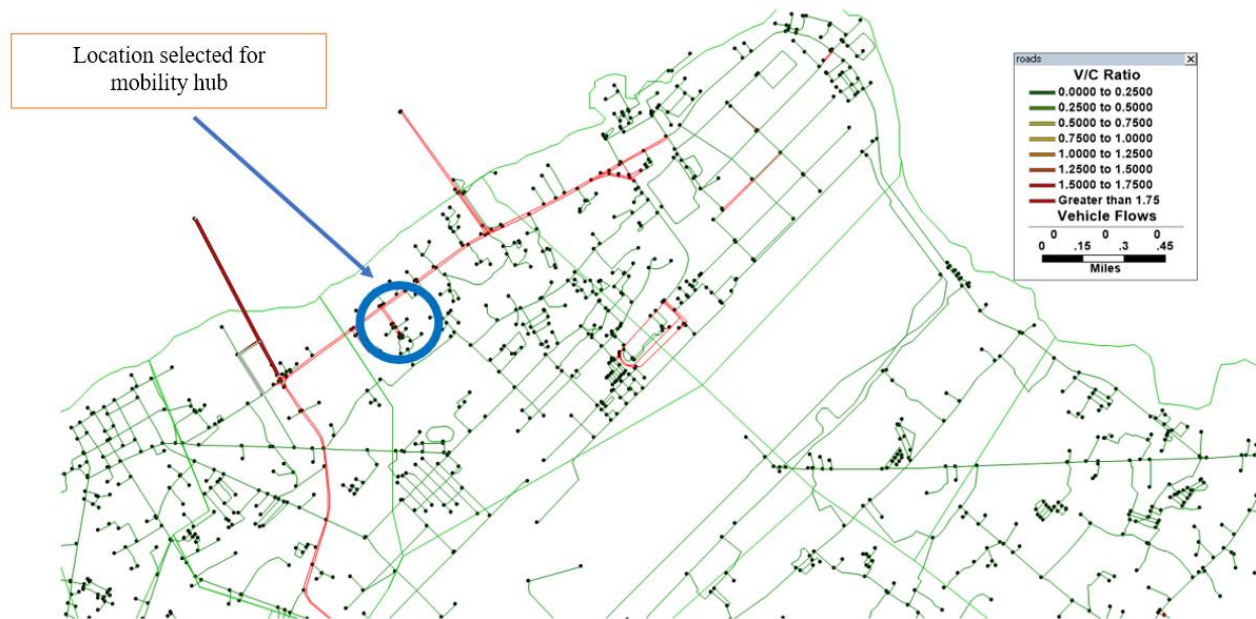 Location selected for
mobility hub
roads
V/C Ratio
0.0000 to 0.2500
0.2500 to 0.5000
0.5000 to 0.7500
0.7500 to 1.0000
1.0000 to 1.2500
1.2500 to 1.5000
1.5000 to 1.7500
Greater than 1.75
Vehicle Flows
0 0 0
0 .15 .3 .45
Miles